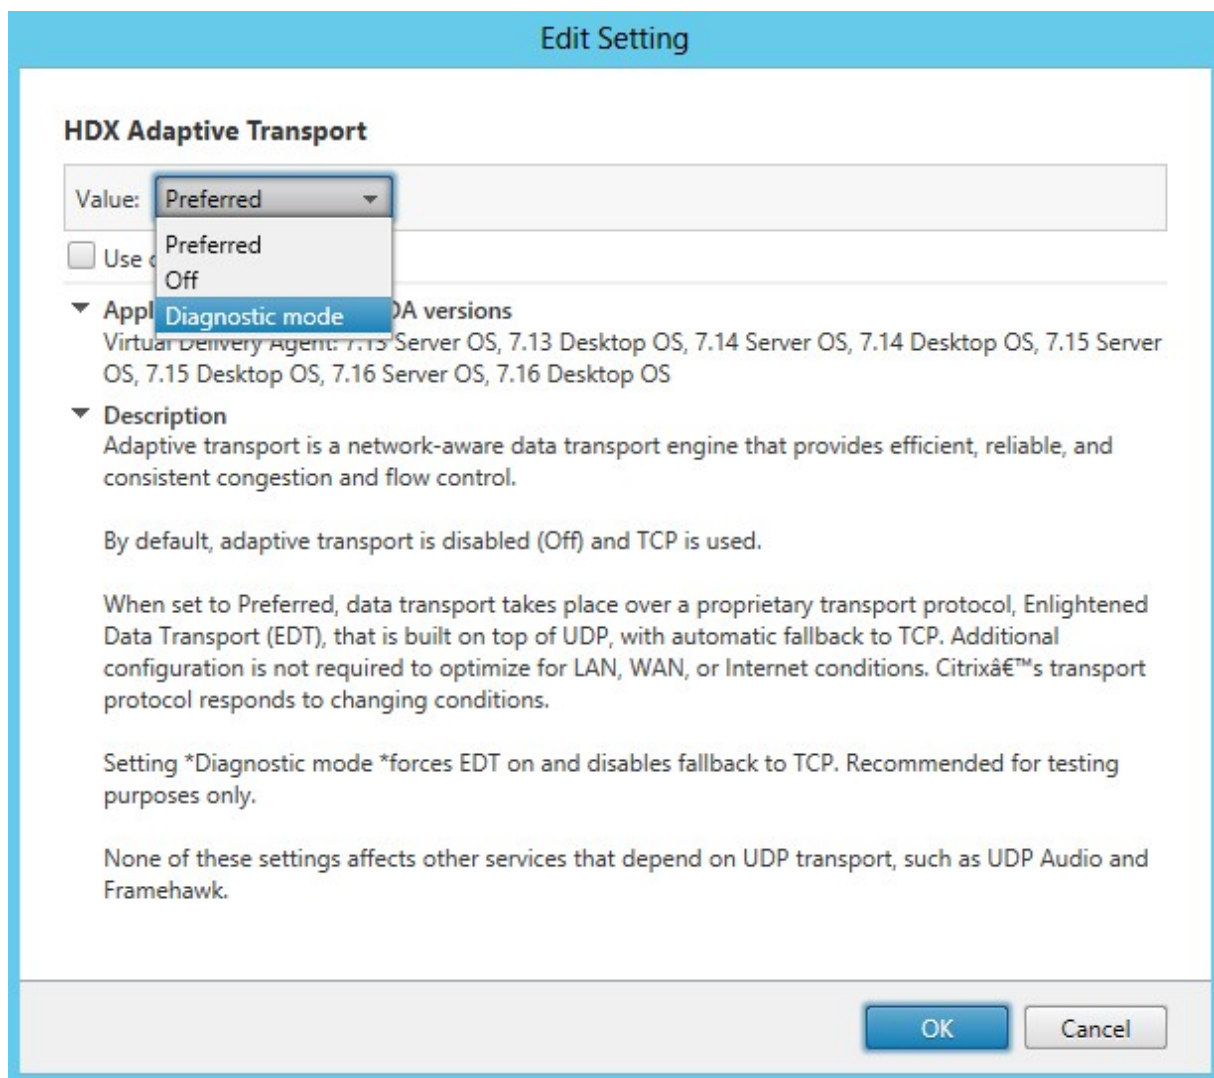 Edit Setting
HDX Adaptive Transport
Value: Preferred
Preferred
Use
Off
Diagnostic mode
Appl DA versions
Virtual Delivery Agent: 7.13 Server OS, 7.13 Desktop OS, 7.14 Server OS, 7.14 Desktop OS, 7.15 Server
OS, 7.15 Desktop OS, 7.16 Server OS, 7.16 Desktop OS
Description
Adaptive transport is a network-aware data transport engine that provides efficient, reliable, and
consistent congestion and flow control.
By default, adaptive transport is disabled (Off) and TCP is used.
When set to Preferred, data transport takes place over a proprietary transport protocol, Enlightened
Data Transport (EDT), that is built on top of UDP, with automatic fallback to TCP. Additional
configuration is not required to optimize for LAN, WAN, or Internet conditions. Citrixâ€™s transport
protocol responds to changing conditions.
Setting *Diagnostic mode *forces EDT on and disables fallback to TCP. Recommended for testing
purposes only.
None of these settings affects other services that depend on UDP transport, such as UDP Audio and
Framehawk.
OK Cancel